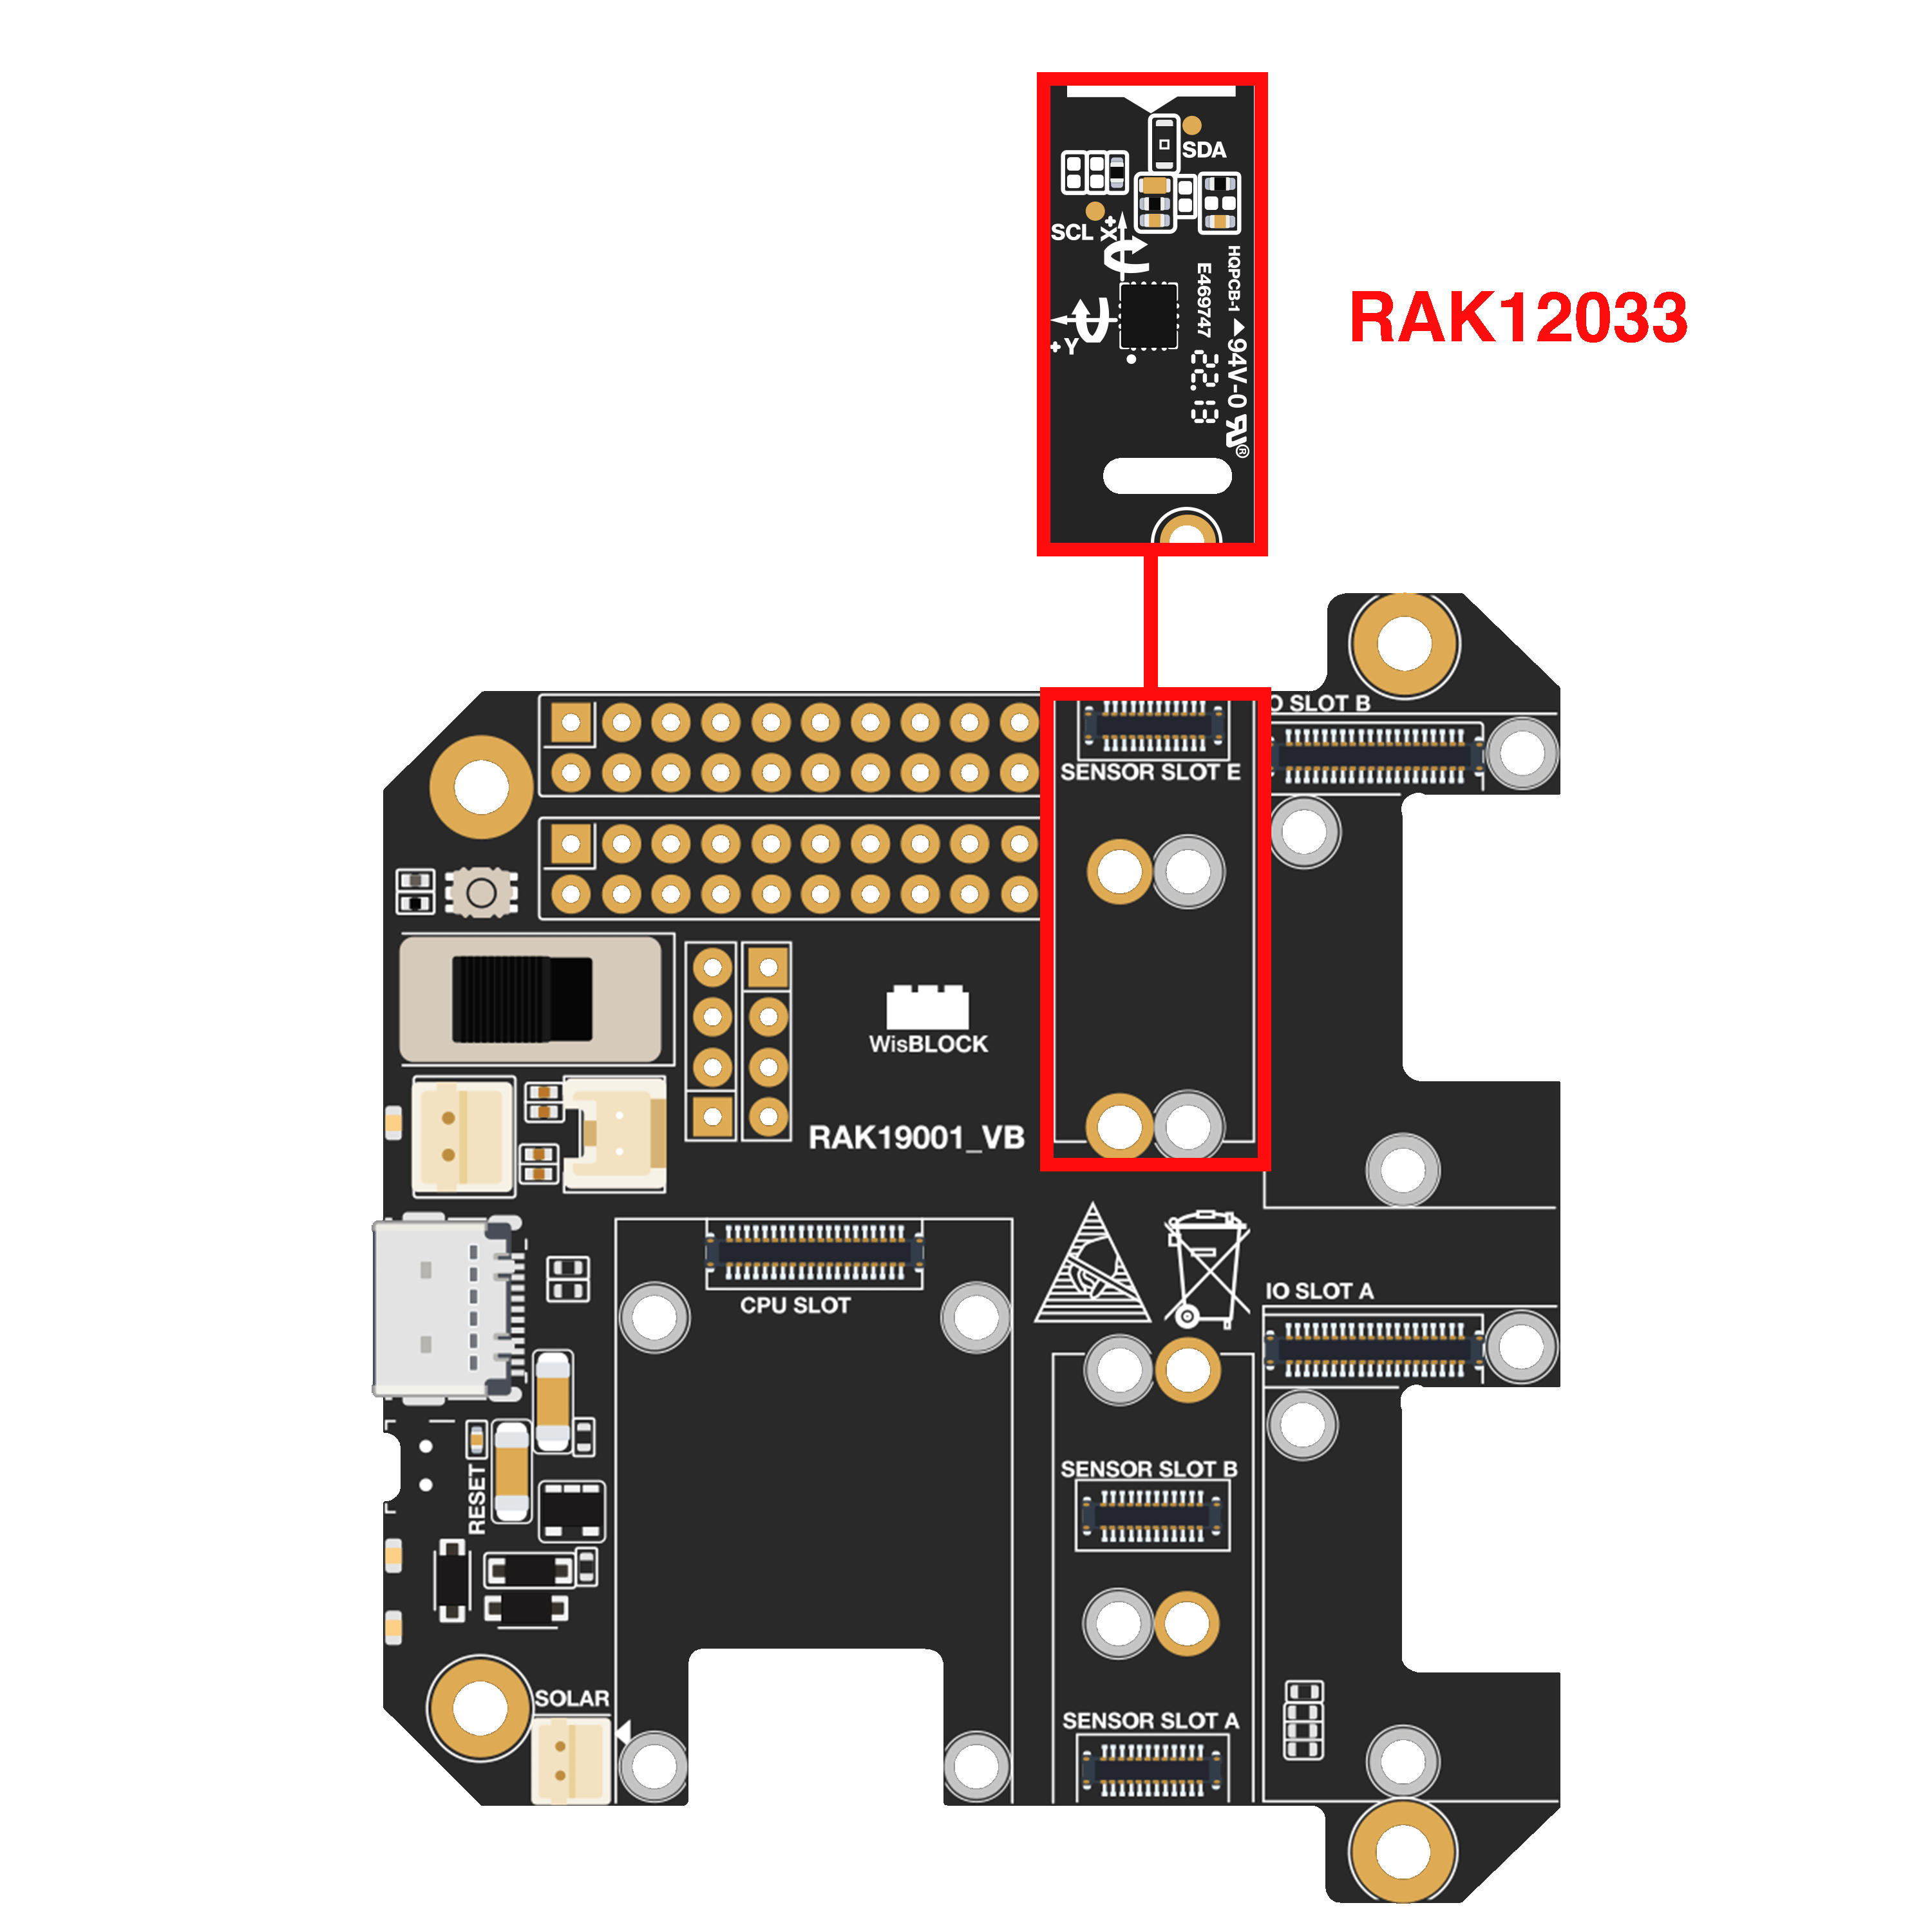 SDA
SCL
X+
+Y
E469747
HQPCB-1
94V-0
®
22.13
RAK12033
O SLOT B
SENSOR SLOT E
WisBLOCK
RAK19001_VB
IO SLOT A
CPU SLOT
SENSOR SLOT B
RESET
SOLAR
SENSOR SLOT A